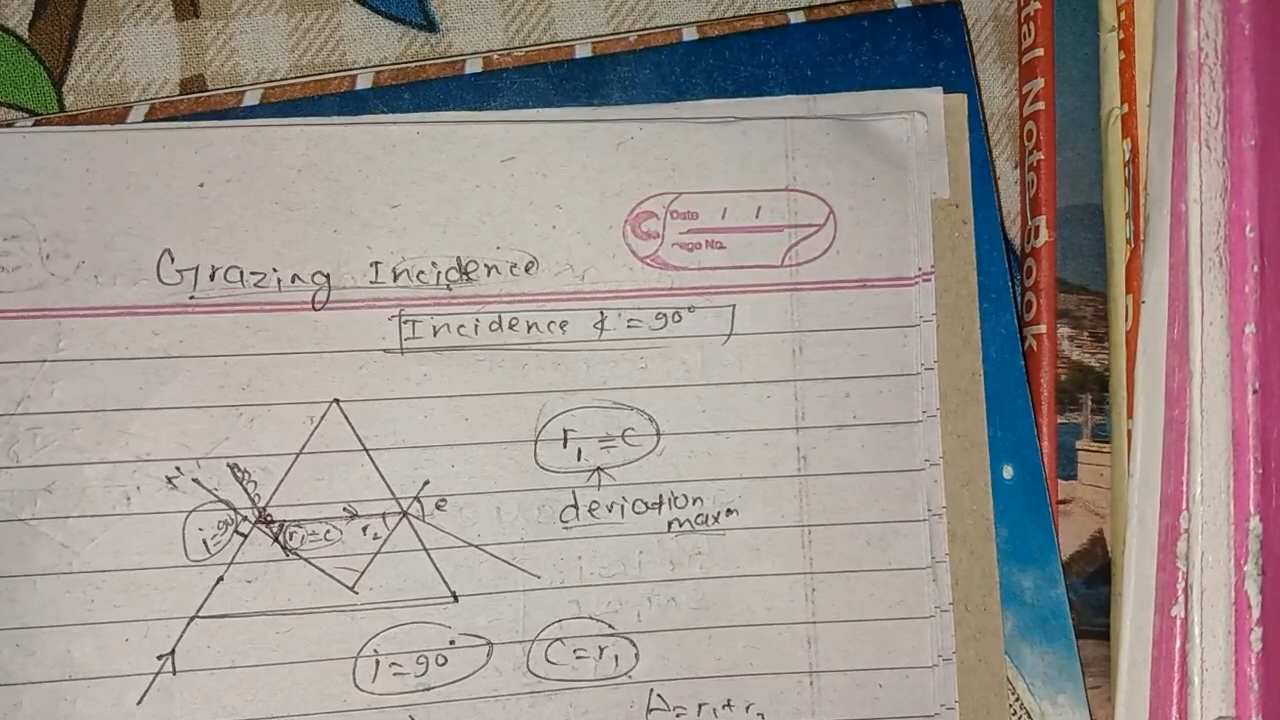 Date / /
Page No.
Grazing Incidence
Incidence ∠ = 90°
r₁ = c
deviation
maxᵐ
i=90°
r₁=c
r₂
e
i=90°
C=r₁
A=r₁+r₂
tal Note Book